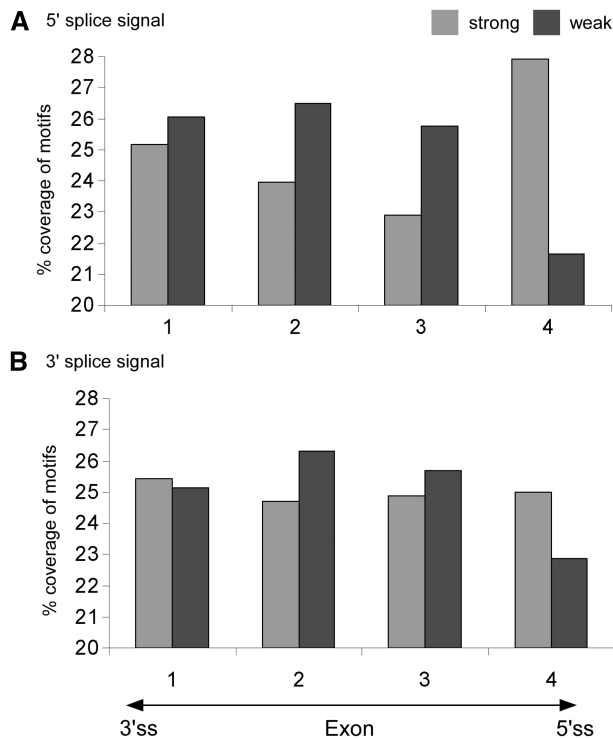 A 5' splice signal
strong weak
% coverage of motifs
28
27
26
25
24
23
22
21
20
1 2 3 4
B 3' splice signal
% coverage of motifs
28
27
26
25
24
23
22
21
20
1 2 3 4
3'ss Exon 5'ss